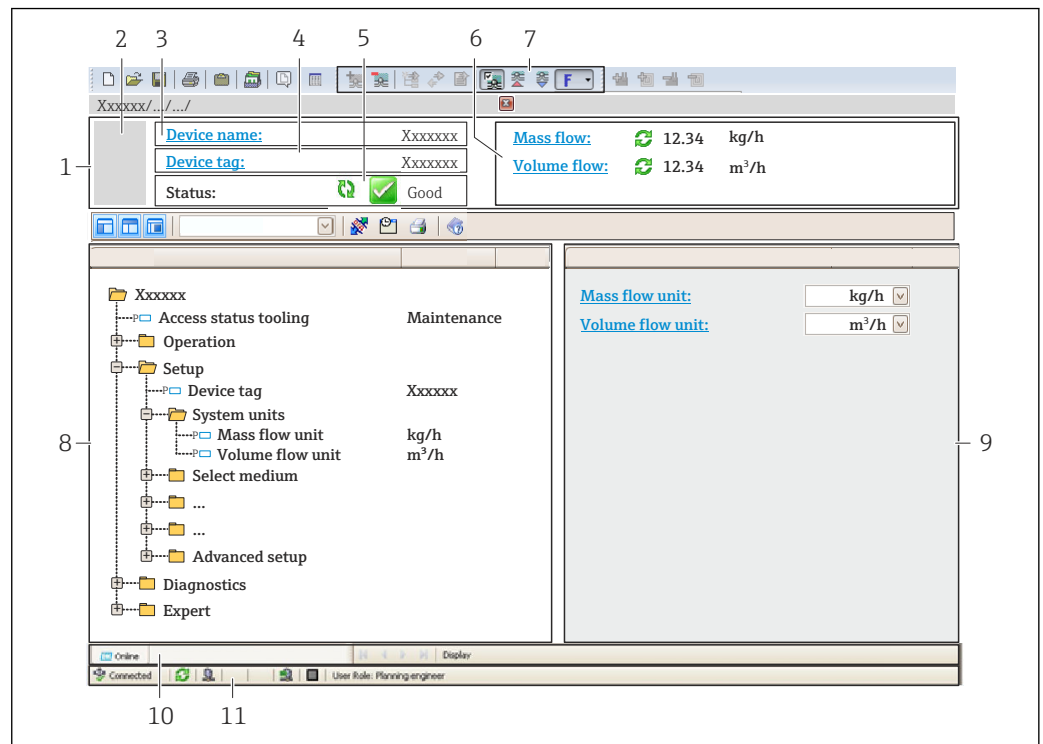 2 3 4 5 6 7
F
Xxxxxx/.../.../
1
Device name: Xxxxxxx
Device tag: Xxxxxxx
Status: Good
Mass flow: 12.34 kg/h
Volume flow: 12.34 m³/h
Xxxxxx
P Access status tooling Maintenance
Operation
Setup
P Device tag Xxxxxx
System units
P Mass flow unit kg/h
P Volume flow unit m³/h
Select medium
...
...
Advanced setup
Diagnostics
Expert
8
Mass flow unit: kg/h
Volume flow unit: m³/h
9
Online Display
Connected User Role: Planning engineer
10 11